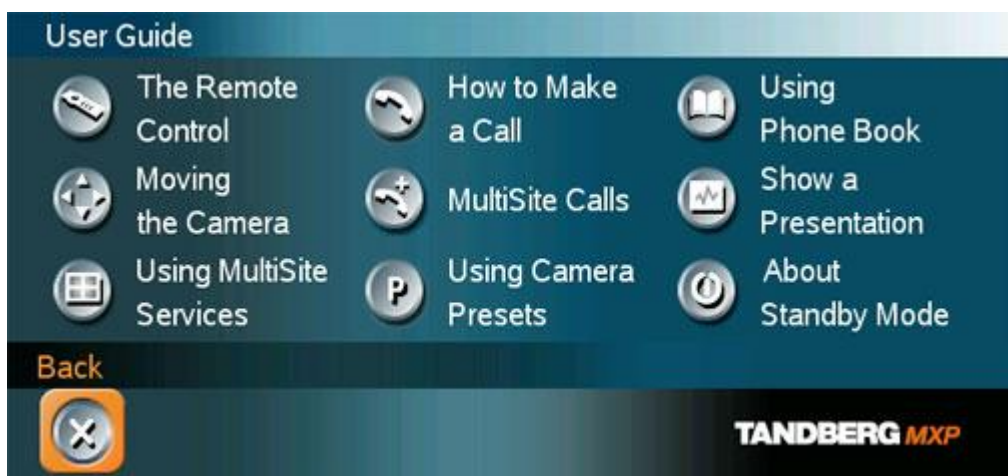 User Guide
The Remote
Control
How to Make
a Call
Using
Phone Book
Moving
the Camera
MultiSite Calls
Show a
Presentation
Using MultiSite
Services
P
Using Camera
Presets
About
Standby Mode
Back
TANDBERG MXP